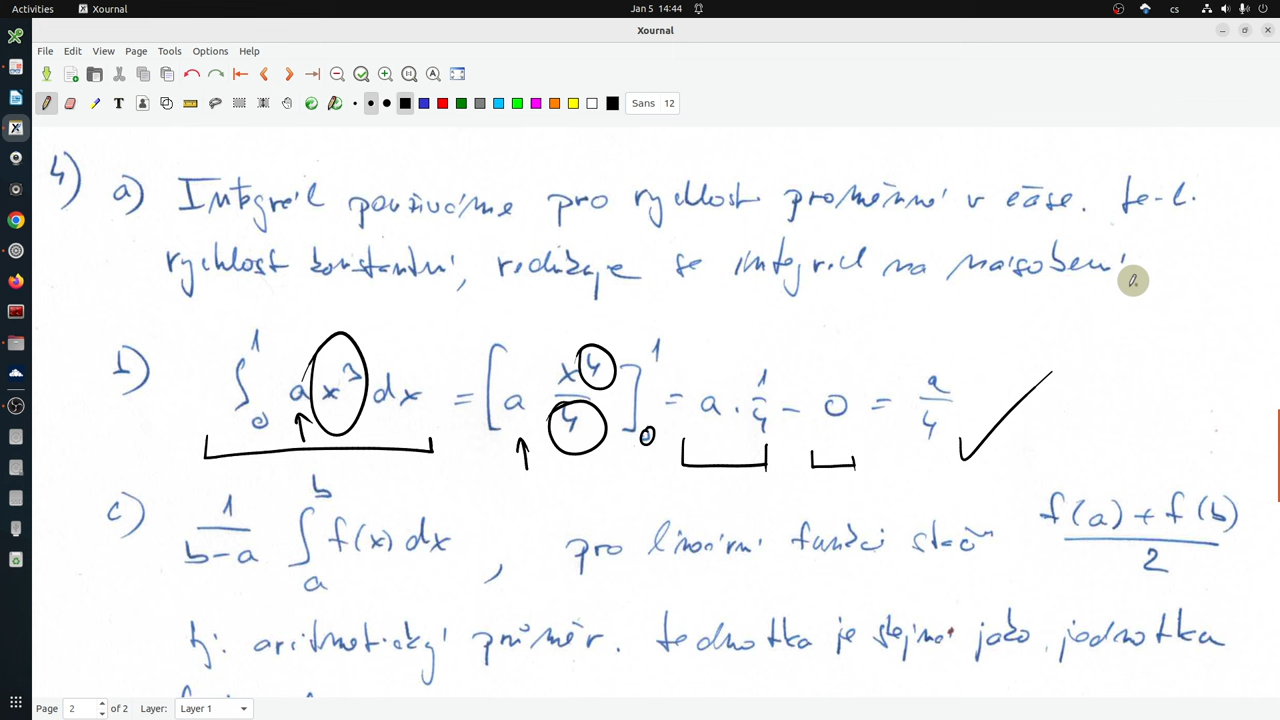 Activities Xournal Jan 5 14:44 cs
Xournal
File Edit View Page Tools Options Help
Sans 12
4) a) Integrál používáme pro rychlost proměnnou v čase. Je-li
rychlost konstantní, redukuje se integrál na násobení
b) ∫₀¹ a x³ dx = [a x⁴/4]₀¹ = a · 1/4 - 0 = a/4
c) 1/(b-a) ∫ₐᵇ f(x) dx, pro lineární funkci stačí (f(a) + f(b))/2
tj. aritmetický průměr. Jednotka je stejná jako jednotka
Page 2 of 2 Layer: Layer 1